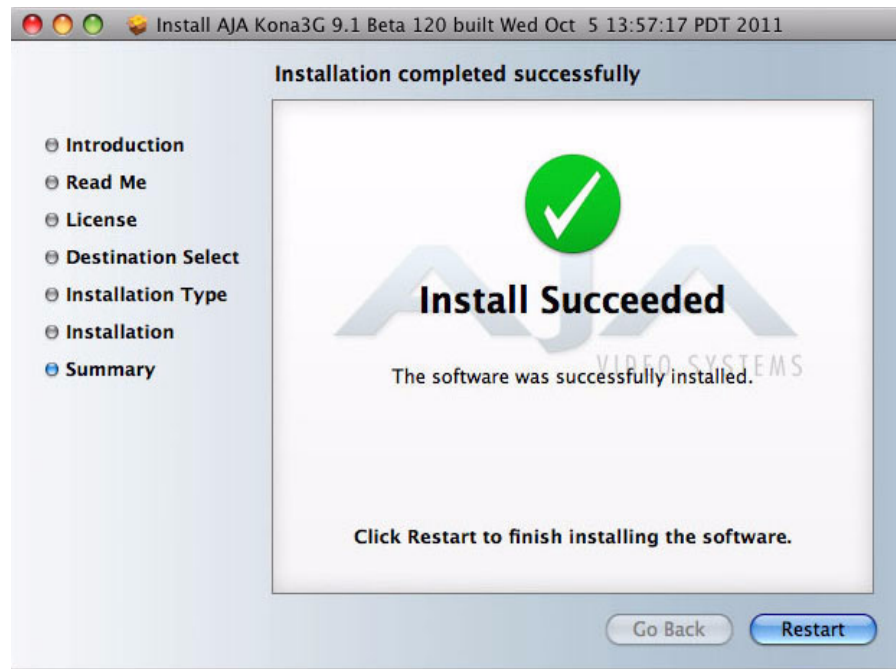 Install AJA Kona3G 9.1 Beta 120 built Wed Oct  5 13:57:17 PDT 2011
Installation completed successfully
Introduction
Read Me
License
Destination Select
Installation Type
Installation
Summary
AJA
VIDEO SYSTEMS
Install Succeeded
The software was successfully installed.
Click Restart to finish installing the software.
Go Back
Restart